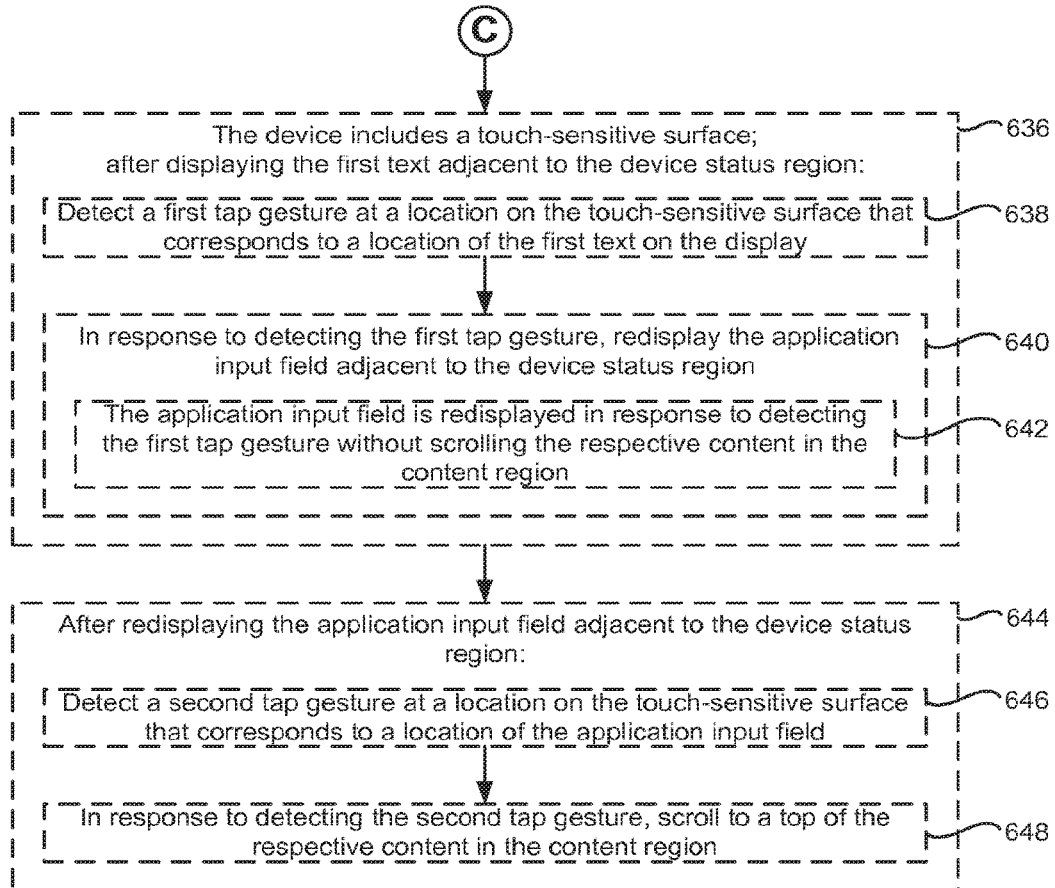 C
The device includes a touch-sensitive surface;
after displaying the first text adjacent to the device status region:
636
Detect a first tap gesture at a location on the touch-sensitive surface that
corresponds to a location of the first text on the display
638
In response to detecting the first tap gesture, redisplay the application
input field adjacent to the device status region
640
The application input field is redisplayed in response to detecting
the first tap gesture without scrolling the respective content in the
content region
642
After redisplaying the application input field adjacent to the device status
region:
644
Detect a second tap gesture at a location on the touch-sensitive surface
that corresponds to a location of the application input field
646
In response to detecting the second tap gesture, scroll to a top of the
respective content in the content region
648